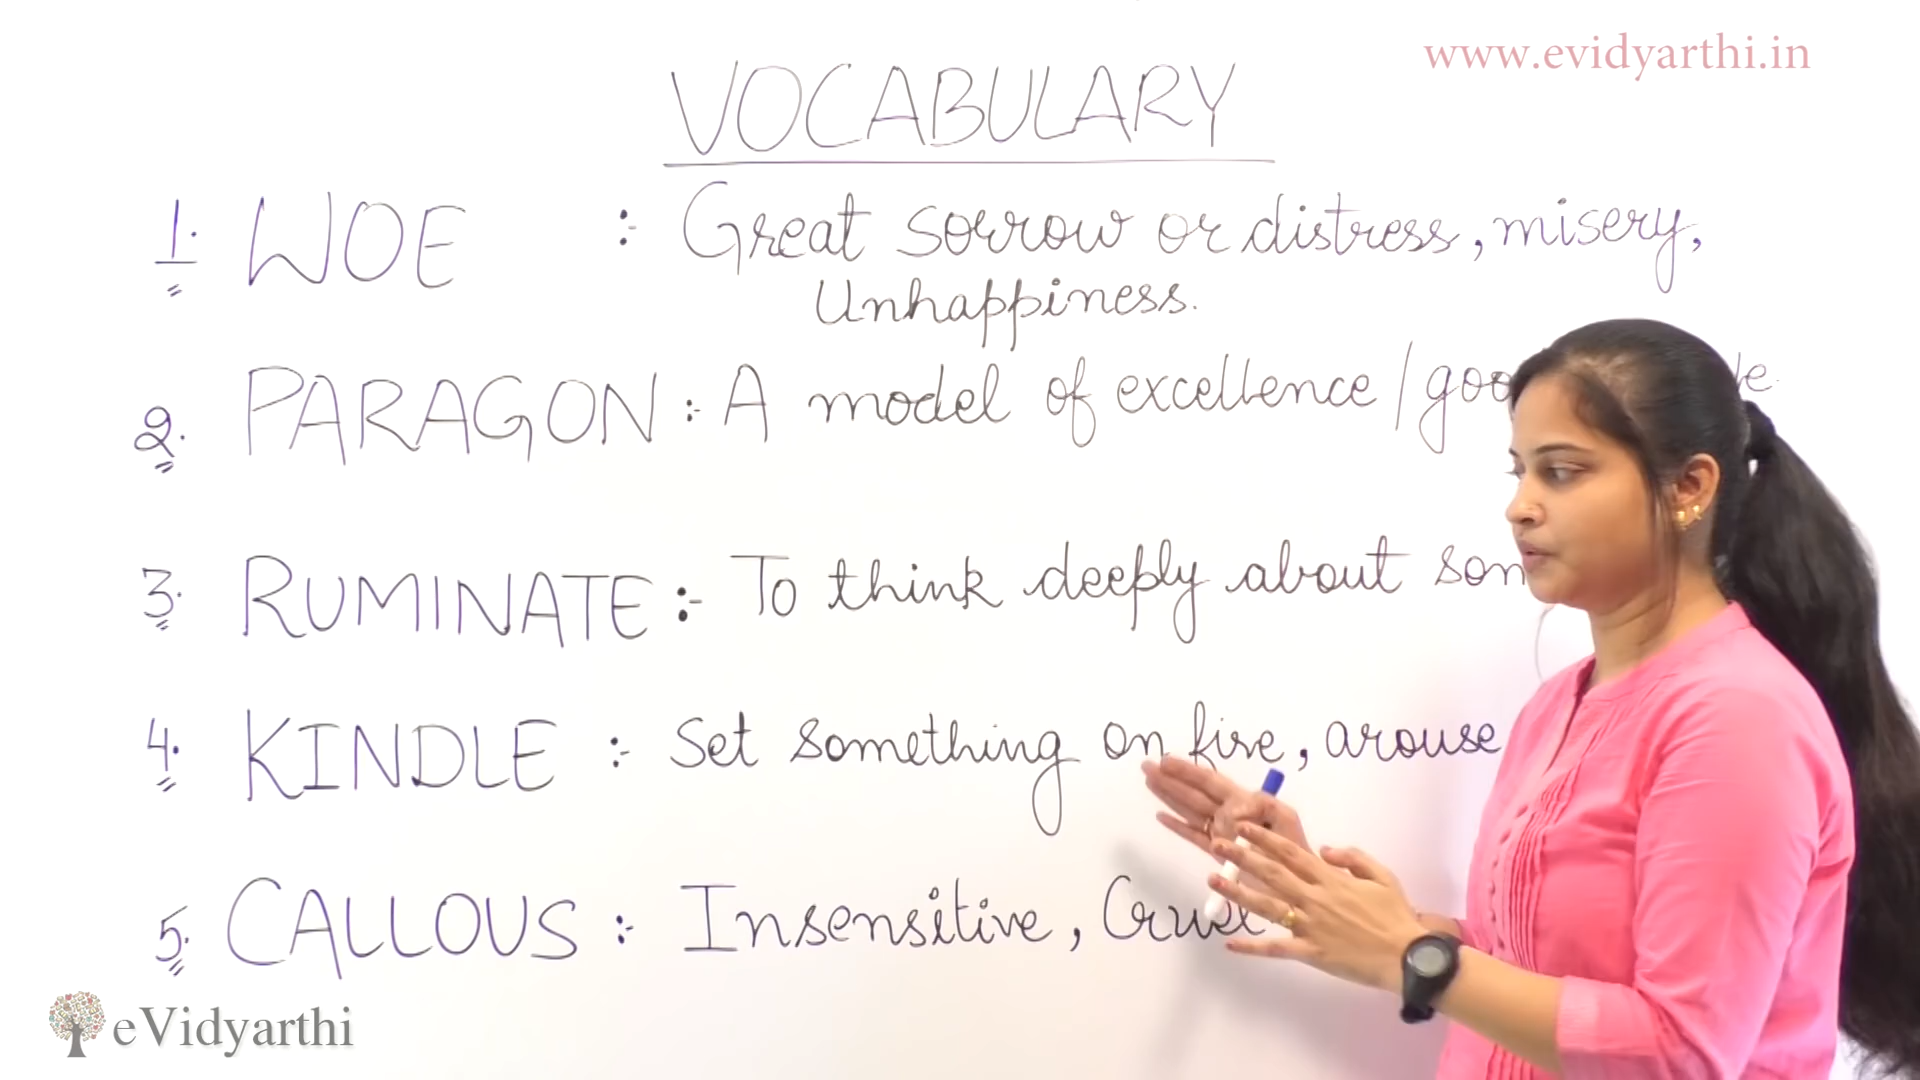 www.evidyarthi.in
VOCABULARY
1. WOE :- Great sorrow or distress, misery,
Unhappiness.
2. PARAGON :- A model of excellence /
3. RUMINATE :- To think deeply about
4. KINDLE :- Set something on fire, arouse
5. CALLOUS :- Insensitive,
eVidyarthi